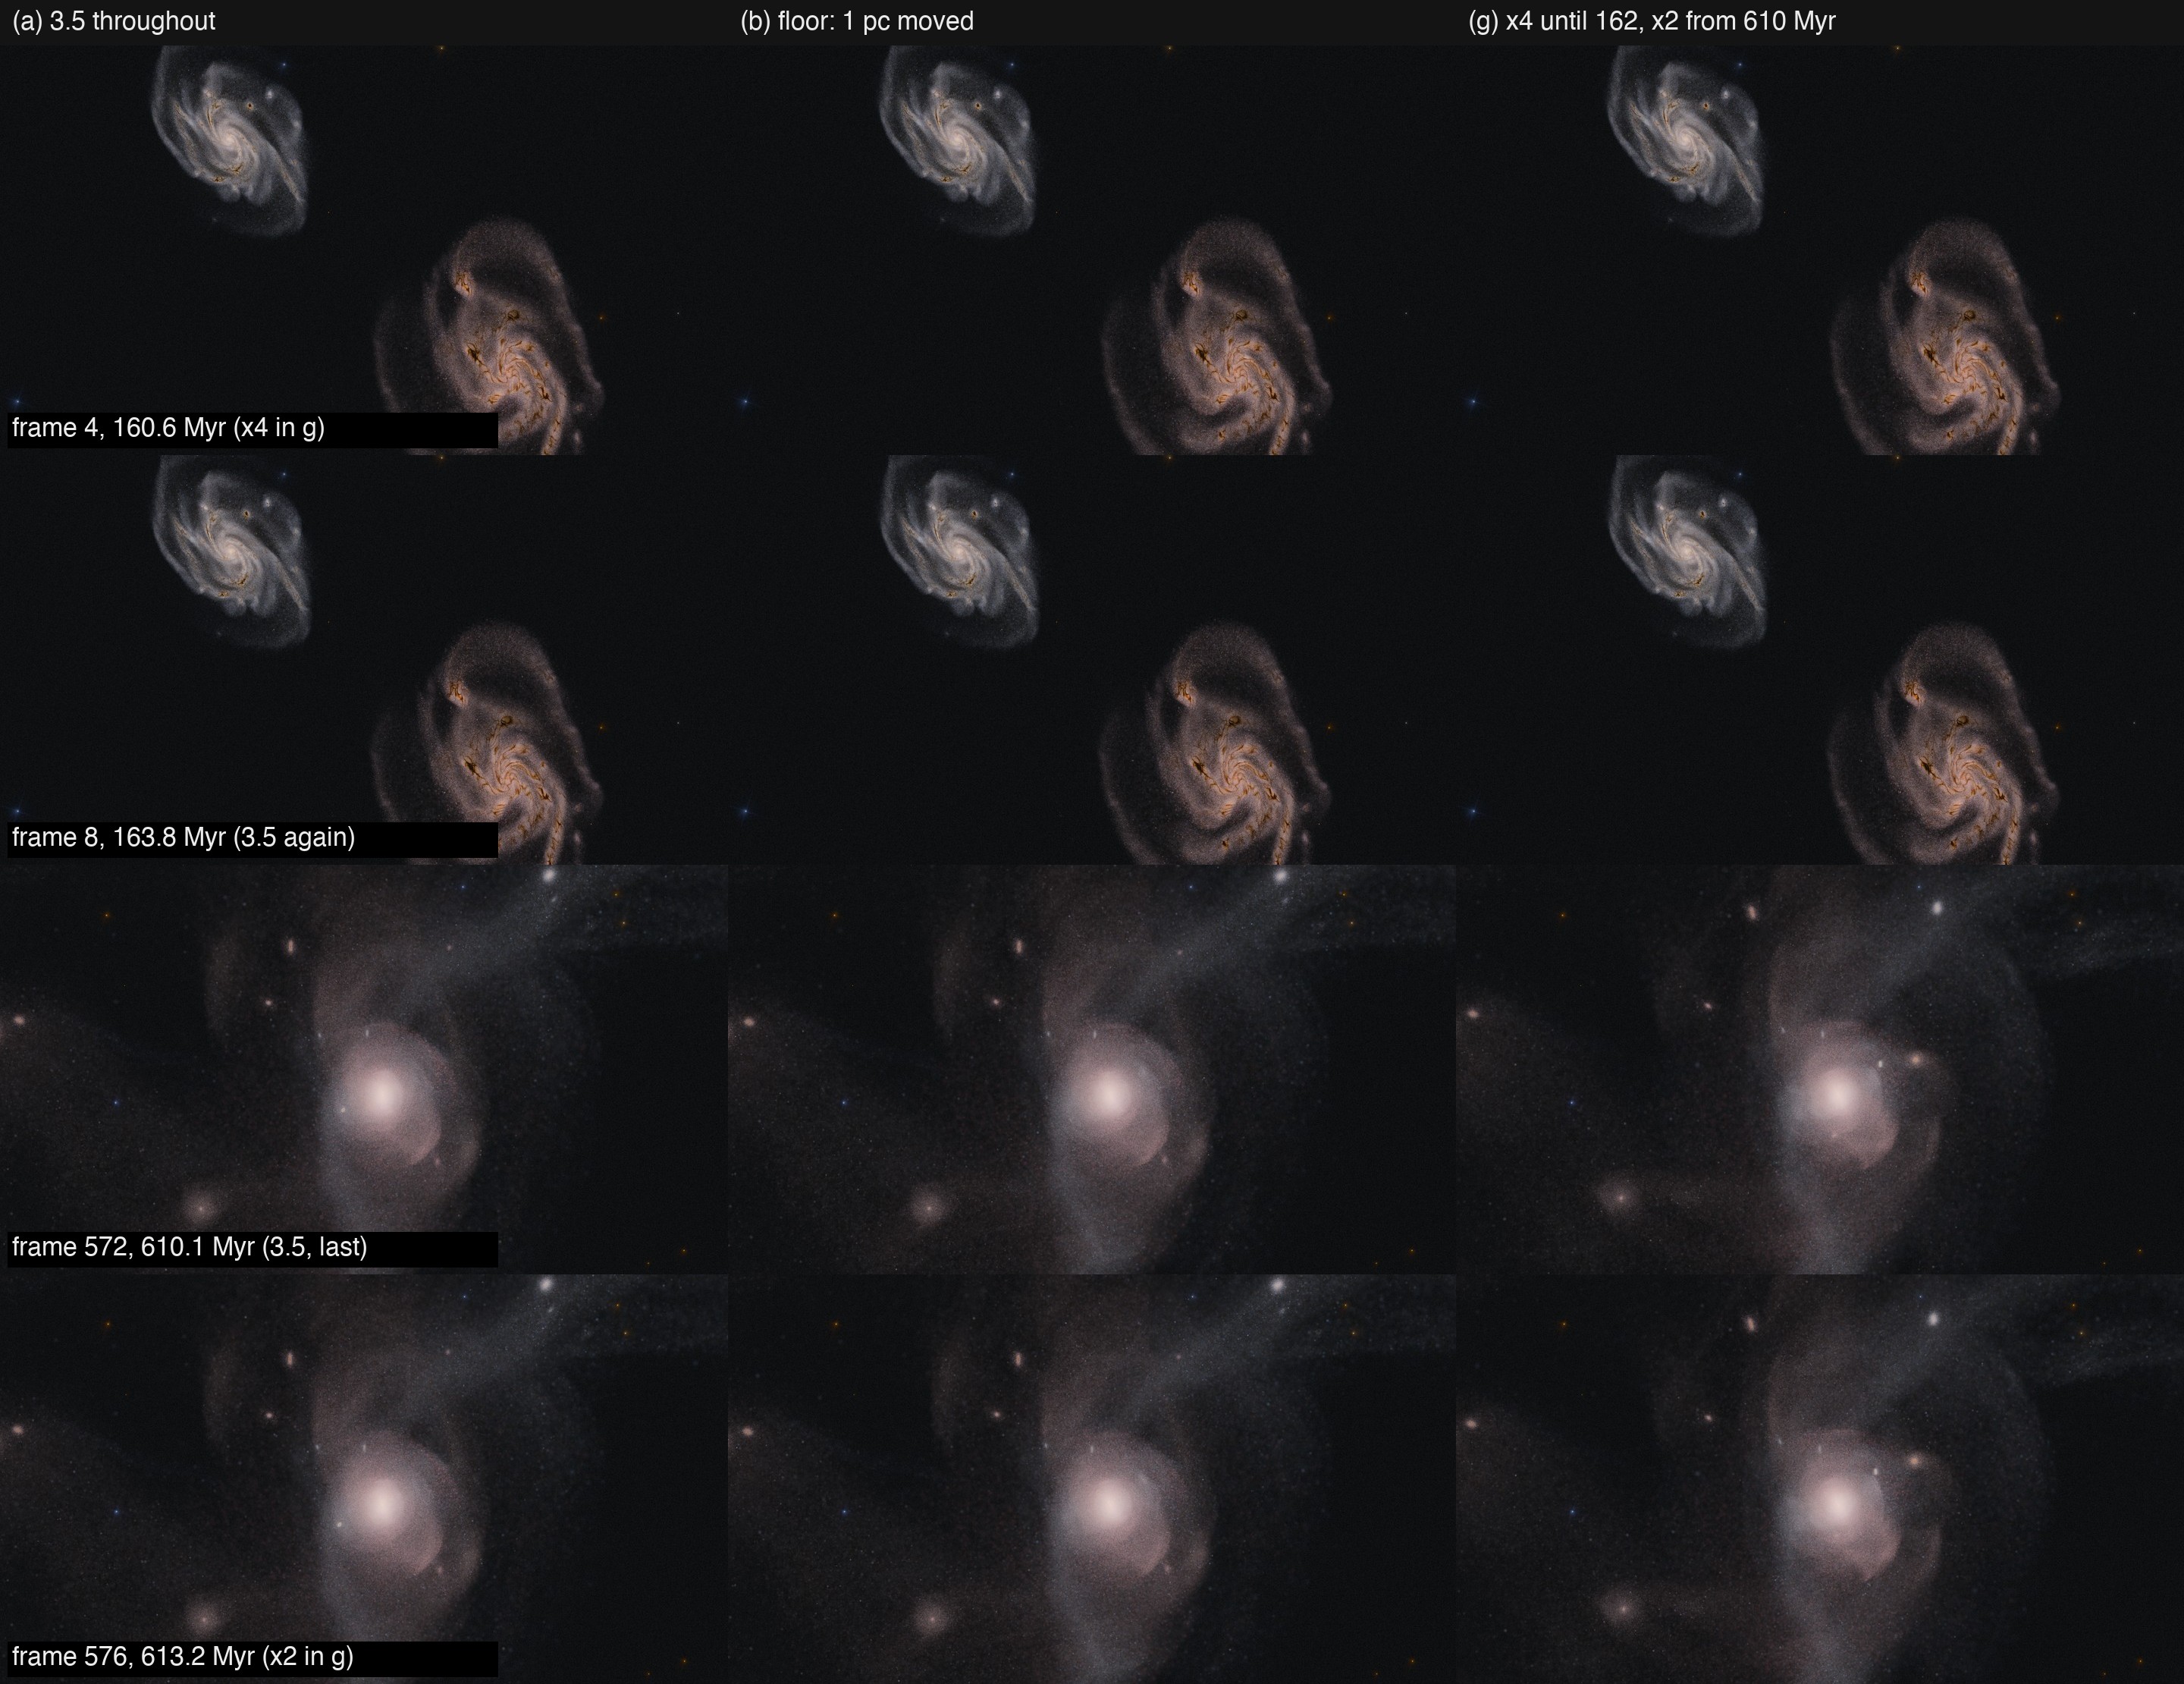 (a) 3.5 throughout
(b) floor: 1 pc moved
(g) x4 until 162, x2 from 610 Myr
frame 4, 160.6 Myr (x4 in g)
frame 8, 163.8 Myr (3.5 again)
frame 572, 610.1 Myr (3.5, last)
frame 576, 613.2 Myr (x2 in g)